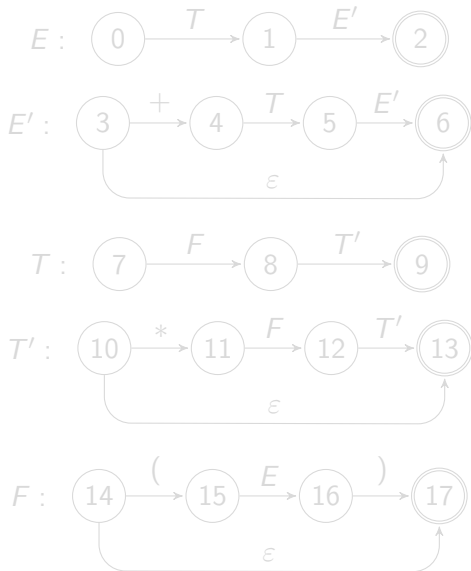 E : 0 T 1 E′ 2
E′ : 3 + 4 T 5 E′ 6
ε
T : 7 F 8 T′ 9
T′ : 10 * 11 F 12 T′ 13
ε
F : 14 ( 15 E 16 ) 17
ε